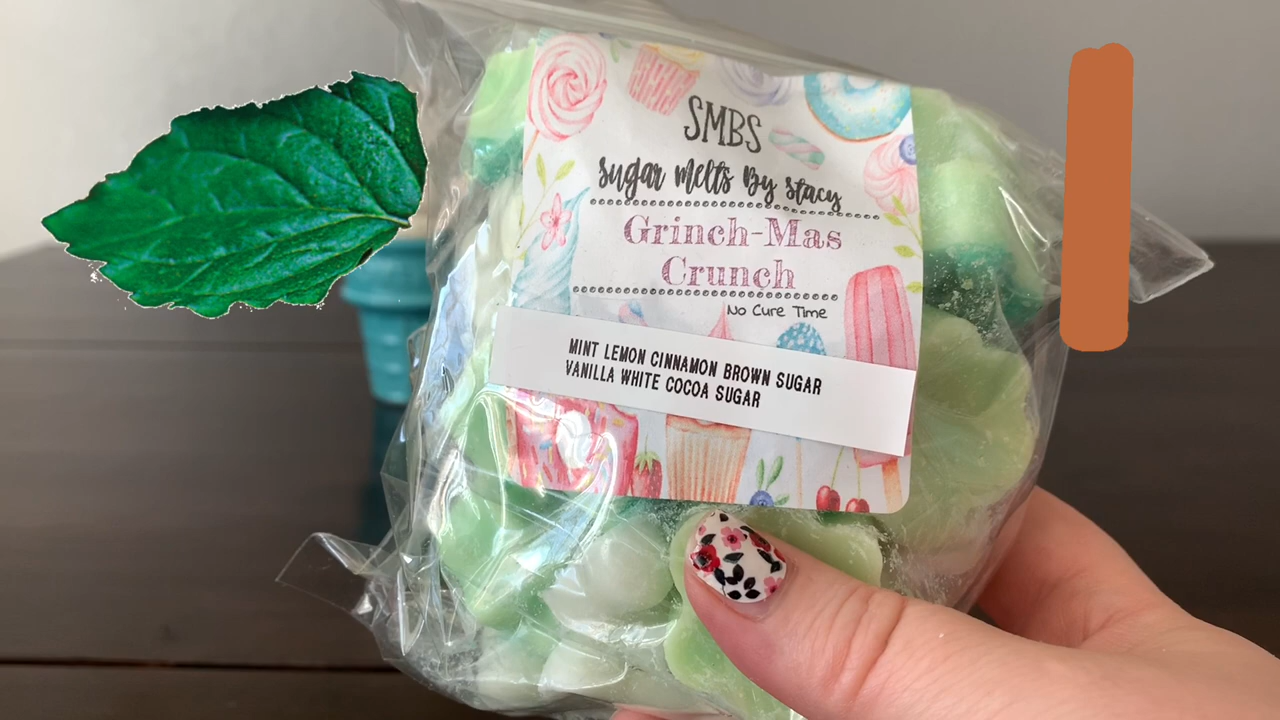 SMBS
Sugar Melts By Stacy
Grinch-Mas
Crunch
No Cure Time
MINT LEMON CINNAMON BROWN SUGAR
VANILLA WHITE COCOA SUGAR